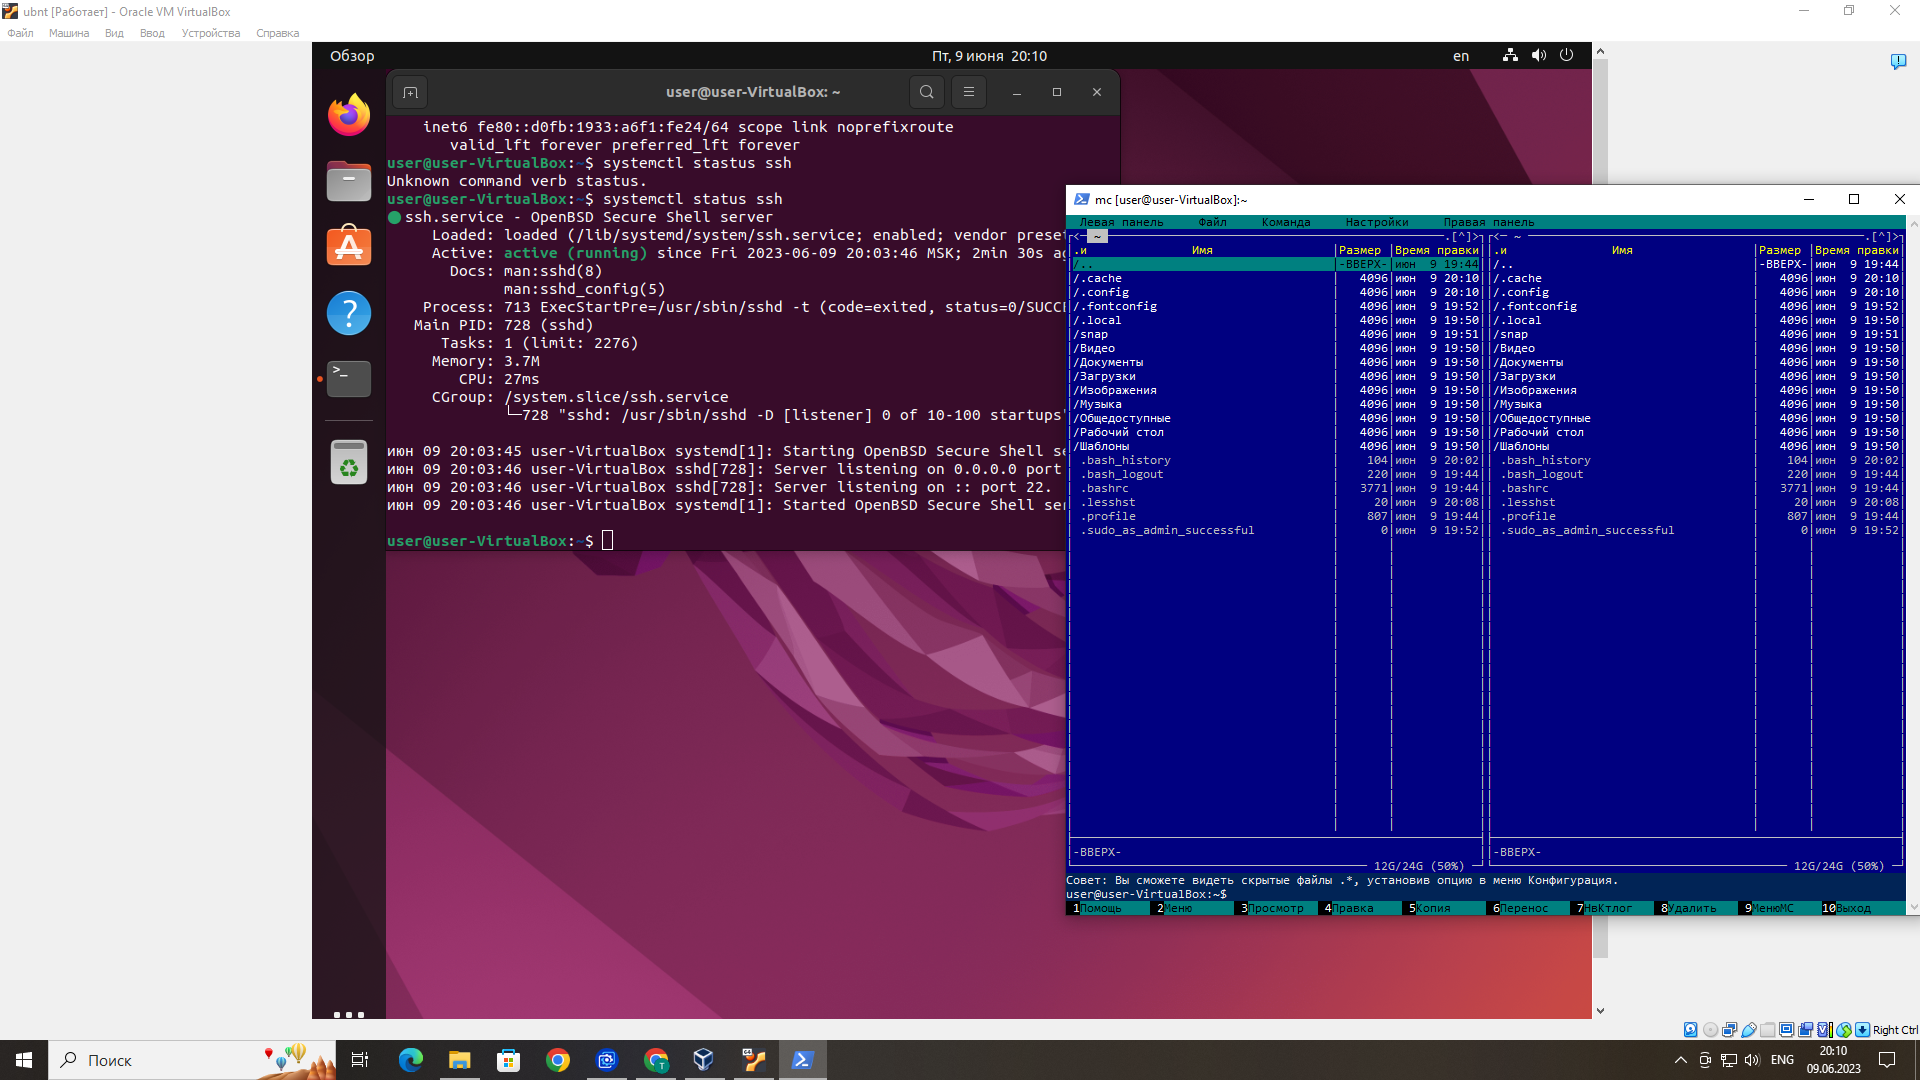 ubnt [Работает] - Oracle VM VirtualBox
Файл Машина Вид Ввод Устройства Справка
Обзор Пт, 9 июня 20:10 en
user@user-VirtualBox: ~
inet6 fe80::d0fb:1933:a6f1:fe24/64 scope link noprefixroute
valid_lft forever preferred_lft forever
user@user-VirtualBox:~$ systemctl stastus ssh
Unknown command verb stastus.
user@user-VirtualBox:~$ systemctl status ssh
ssh.service - OpenBSD Secure Shell server
Loaded: loaded (/lib/systemd/system/ssh.service; enabled; vendor prese
Active: active (running) since Fri 2023-06-09 20:03:46 MSK; 2min 30s ag
Docs: man:sshd(8)
man:sshd_config(5)
Process: 713 ExecStartPre=/usr/sbin/sshd -t (code=exited, status=0/SUCC
Main PID: 728 (sshd)
Tasks: 1 (limit: 2276)
Memory: 3.7M
CPU: 27ms
CGroup: /system.slice/ssh.service
└─728 "sshd: /usr/sbin/sshd -D [listener] 0 of 10-100 startups"
июн 09 20:03:45 user-VirtualBox systemd[1]: Starting OpenBSD Secure Shell se
июн 09 20:03:46 user-VirtualBox sshd[728]: Server listening on 0.0.0.0 port
июн 09 20:03:46 user-VirtualBox sshd[728]: Server listening on :: port 22.
июн 09 20:03:46 user-VirtualBox systemd[1]: Started OpenBSD Secure Shell ser
user@user-VirtualBox:~$
mc [user@user-VirtualBox]:~
Левая панель Файл Команда Настройки Правая панель
<─ ~ .[^]> <─ ~ .[^]>
.и Имя Размер Время правки .и Имя Размер Время правки
/.. -ВВЕРХ- июн 9 19:44 /.. -ВВЕРХ- июн 9 19:44
/.cache 4096 июн 9 20:10 /.cache 4096 июн 9 20:10
/.config 4096 июн 9 20:10 /.config 4096 июн 9 20:10
/.fontconfig 4096 июн 9 19:52 /.fontconfig 4096 июн 9 19:52
/.local 4096 июн 9 19:50 /.local 4096 июн 9 19:50
/snap 4096 июн 9 19:51 /snap 4096 июн 9 19:51
/Видео 4096 июн 9 19:50 /Видео 4096 июн 9 19:50
/Документы 4096 июн 9 19:50 /Документы 4096 июн 9 19:50
/Загрузки 4096 июн 9 19:50 /Загрузки 4096 июн 9 19:50
/Изображения 4096 июн 9 19:50 /Изображения 4096 июн 9 19:50
/Музыка 4096 июн 9 19:50 /Музыка 4096 июн 9 19:50
/Общедоступные 4096 июн 9 19:50 /Общедоступные 4096 июн 9 19:50
/Рабочий стол 4096 июн 9 19:50 /Рабочий стол 4096 июн 9 19:50
/Шаблоны 4096 июн 9 19:50 /Шаблоны 4096 июн 9 19:50
.bash_history 104 июн 9 20:02 .bash_history 104 июн 9 20:02
.bash_logout 220 июн 9 19:44 .bash_logout 220 июн 9 19:44
.bashrc 3771 июн 9 19:44 .bashrc 3771 июн 9 19:44
.lesshst 20 июн 9 20:08 .lesshst 20 июн 9 20:08
.profile 807 июн 9 19:44 .profile 807 июн 9 19:44
.sudo_as_admin_successful 0 июн 9 19:52 .sudo_as_admin_successful 0 июн 9 19:52
-ВВЕРХ- -ВВЕРХ-
12G/24G (50%) 12G/24G (50%)
Совет: Вы сможете видеть скрытые файлы .*, установив опцию в меню Конфигурация.
user@user-VirtualBox:~$
1Помощь 2Меню 3Просмотр 4Правка 5Копия 6Перенос 7НвКтлог 8Удалить 9МенюMC 10Выход
Right Ctrl
Поиск
ENG
20:10
09.06.2023